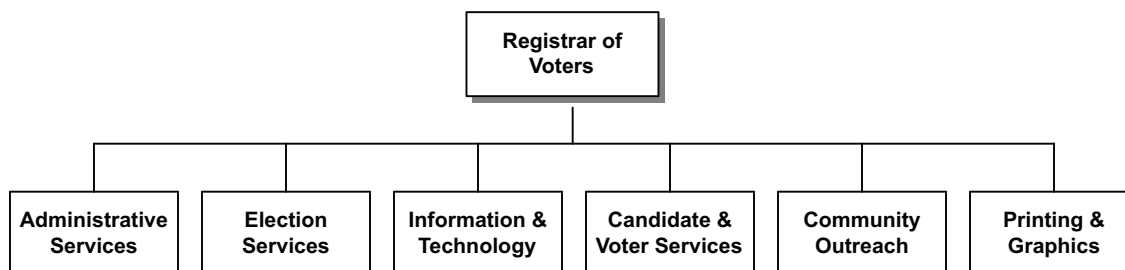 Registrar of
Voters
Administrative
Services
Election
Services
Information &
Technology
Candidate &
Voter Services
Community
Outreach
Printing &
Graphics